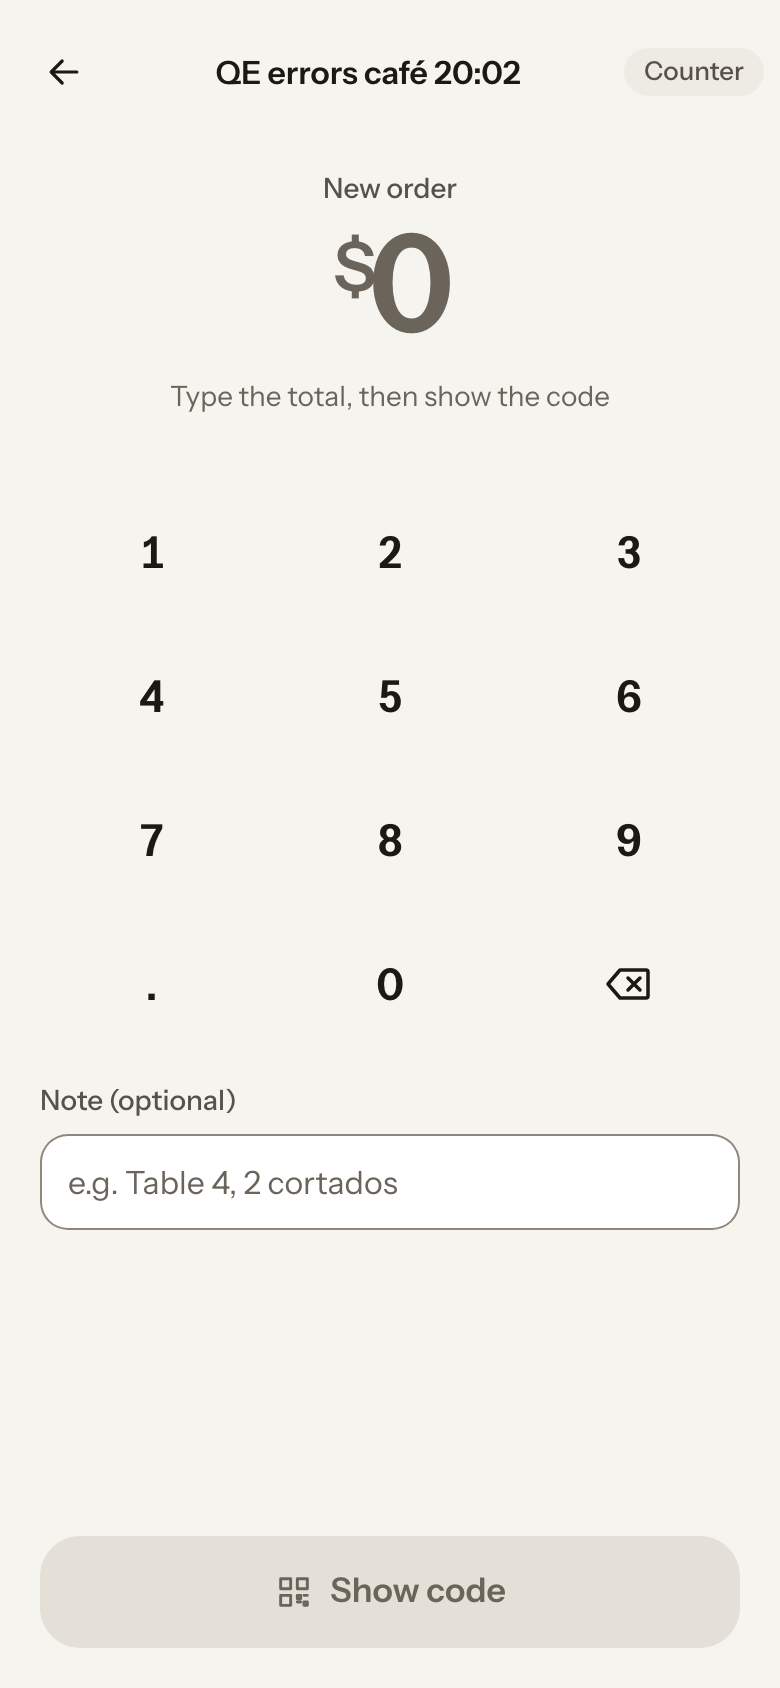 QE errors café 20:02
Counter
New order
$0
Type the total, then show the code
1 2 3
4 5 6
7 8 9
. 0
Note (optional)
e.g. Table 4, 2 cortados
Show code